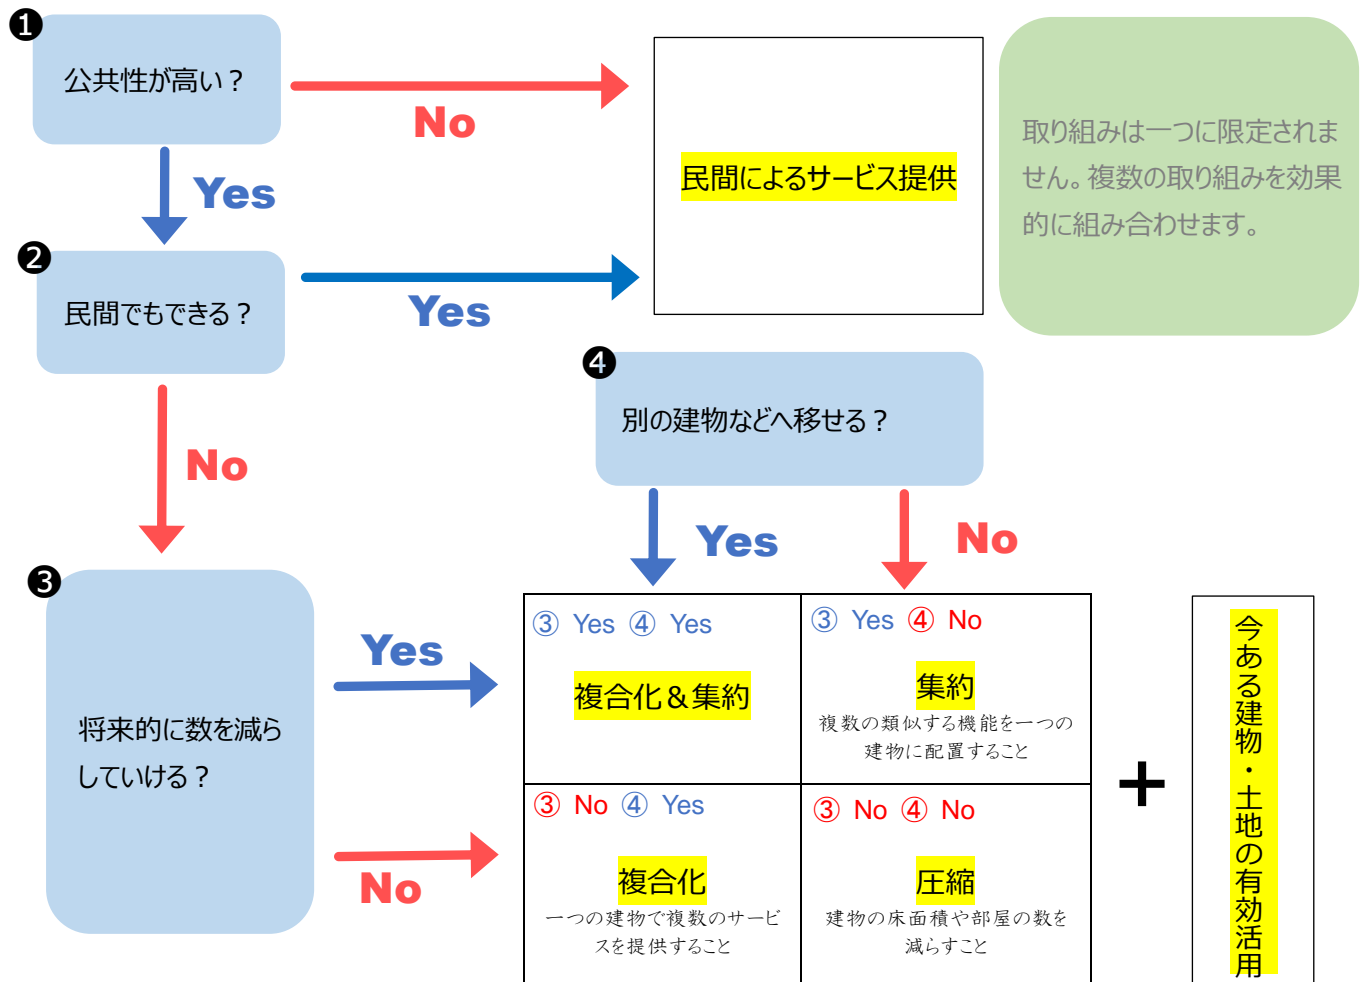 ❶
公共性が高い？
No
Yes
民間によるサービス提供
取り組みは一つに限定されま
せん。複数の取り組みを効果
的に組み合わせます。
❷
民間でもできる？
Yes
No
❹
別の建物などへ移せる？
Yes
No
❸
将来的に数を減ら
していける？
Yes
No
③ Yes ④ Yes
複合化＆集約
③ Yes ④ No
集約
複数の類似する機能を一つの
建物に配置すること
③ No ④ Yes
複合化
一つの建物で複数のサービ
スを提供すること
③ No ④ No
圧縮
建物の床面積や部屋の数を
減らすこと
+
今ある建物・土地の有効活用